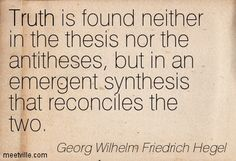 Truth is found neither
in the thesis nor the
antitheses, but in an
emergent synthesis
that reconciles the
two.
Georg Wilhelm Friedrich Hegel
meetville.com